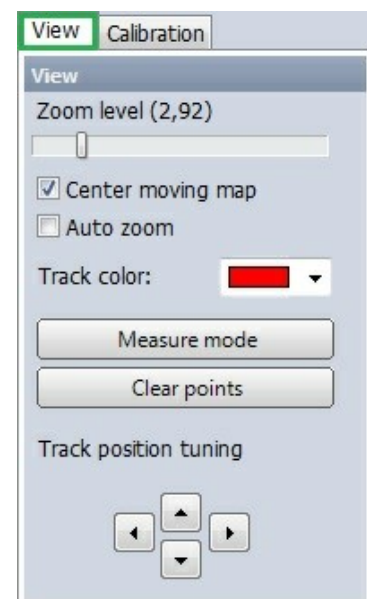 View Calibration
View
Zoom level (2,92)
Center moving map
Auto zoom
Track color:
Measure mode
Clear points
Track position tuning